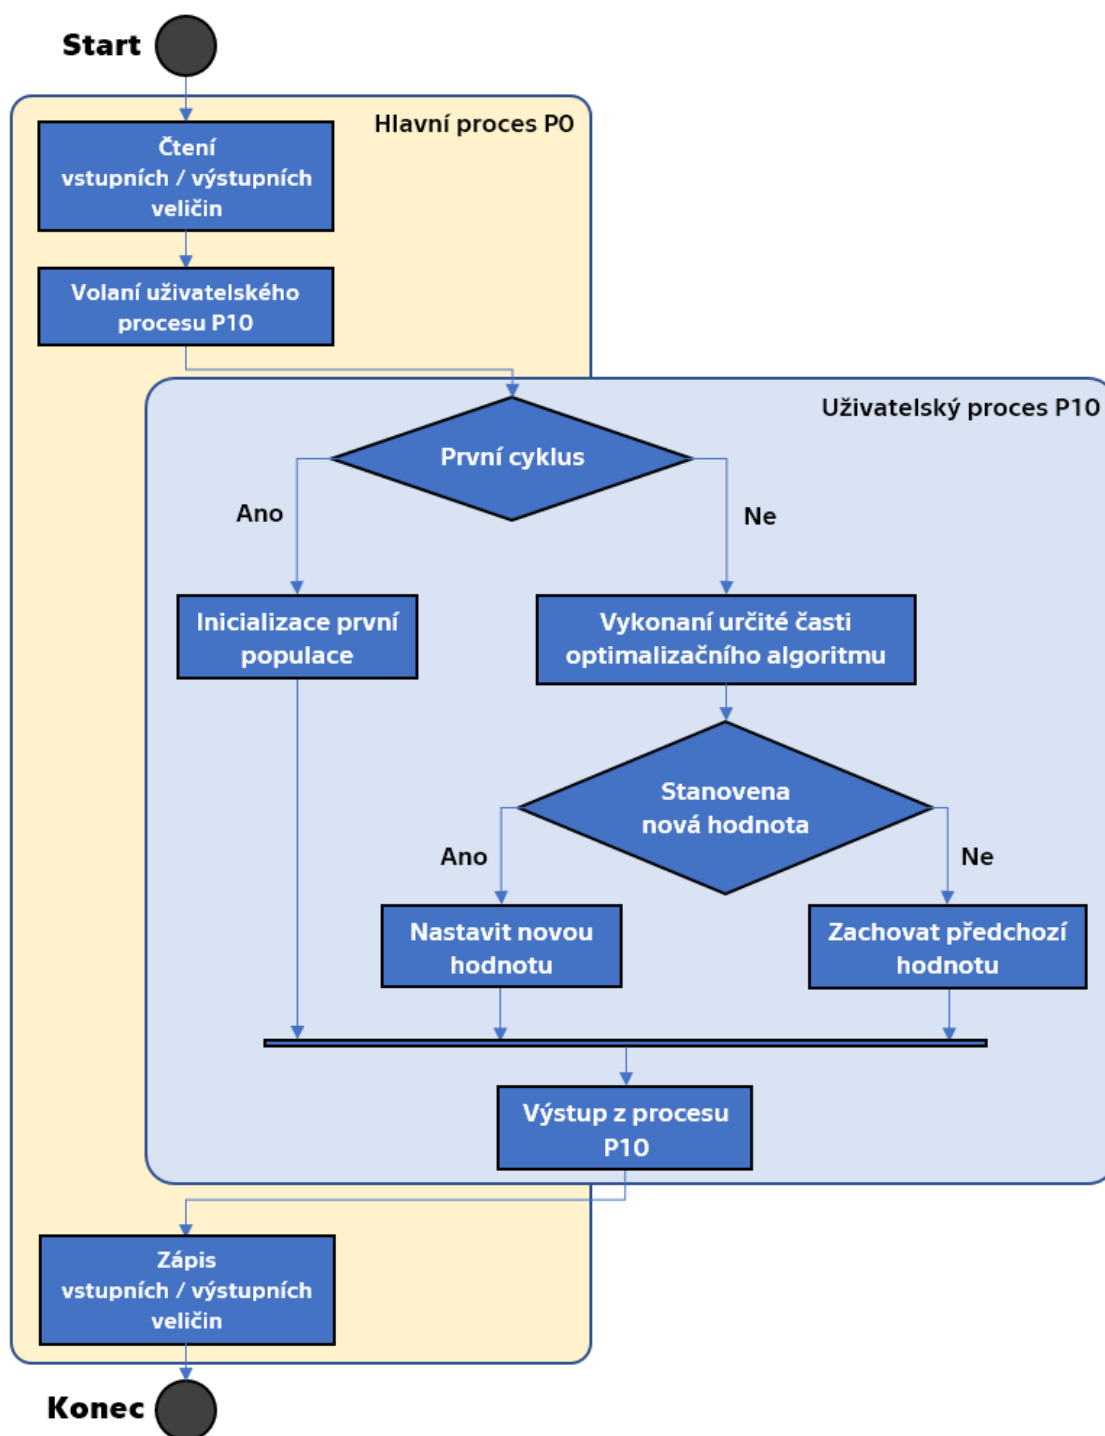 Start
Hlavní proces P0
Čtení
vstupních / výstupních
veličin
Volaní uživatelského
procesu P10
Uživatelský proces P10
První cyklus
Ano
Ne
Inicializace první
populace
Vykonaní určité časti
optimalizačního algoritmu
Stanovena
nová hodnota
Ano
Ne
Nastavit novou
hodnotu
Zachovat předchozí
hodnotu
Výstup z procesu
P10
Zápis
vstupních / výstupních
veličin
Konec